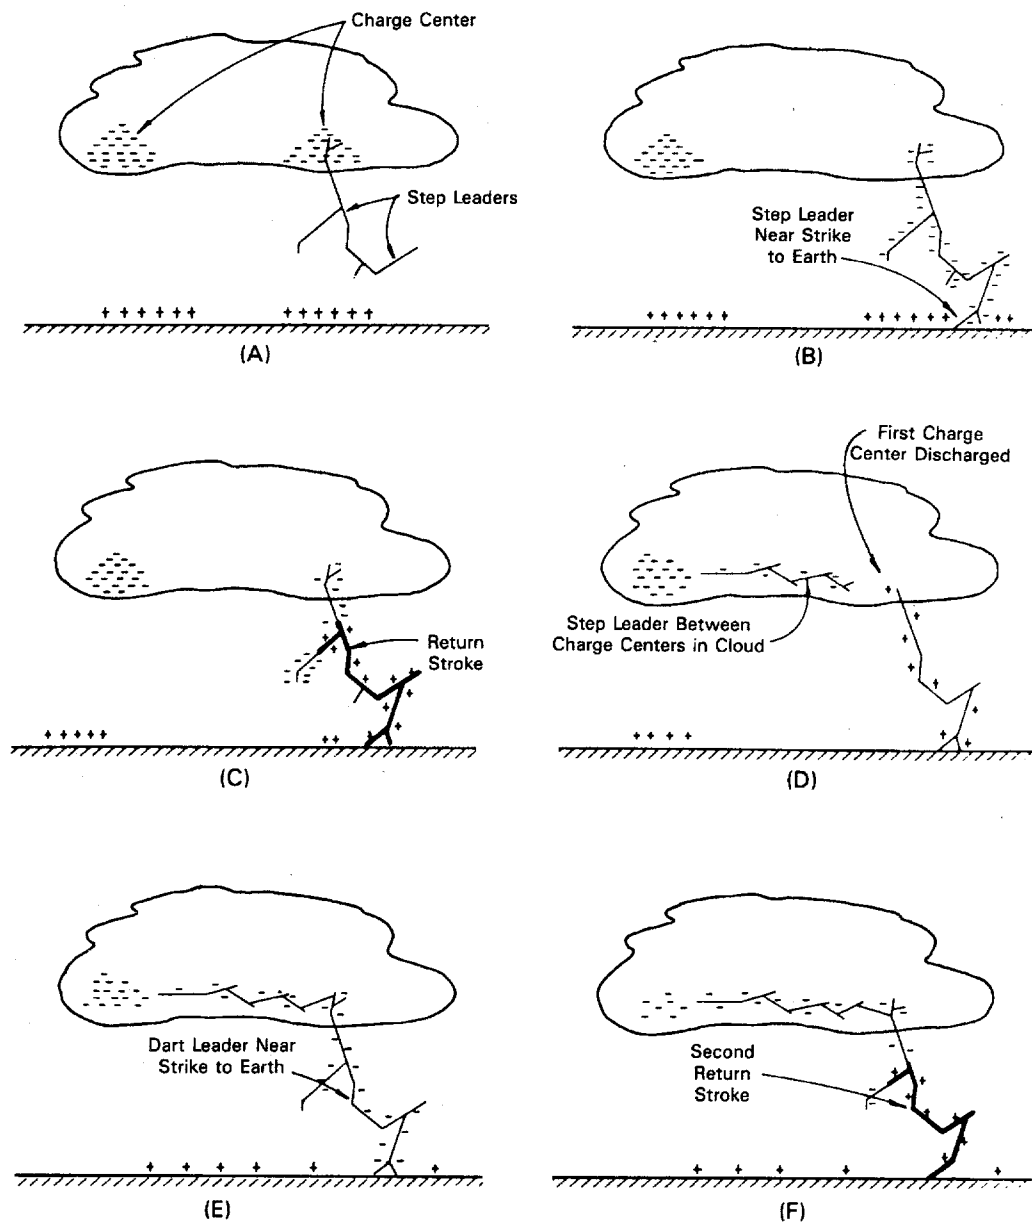 Charge Center
Step Leaders
(A)
Step Leader
Near Strike
to Earth
(B)
Return
Stroke
(C)
First Charge
Center Discharged
Step Leader Between
Charge Centers in Cloud
(D)
Dart Leader Near
Strike to Earth
(E)
Second
Return
Stroke
(F)